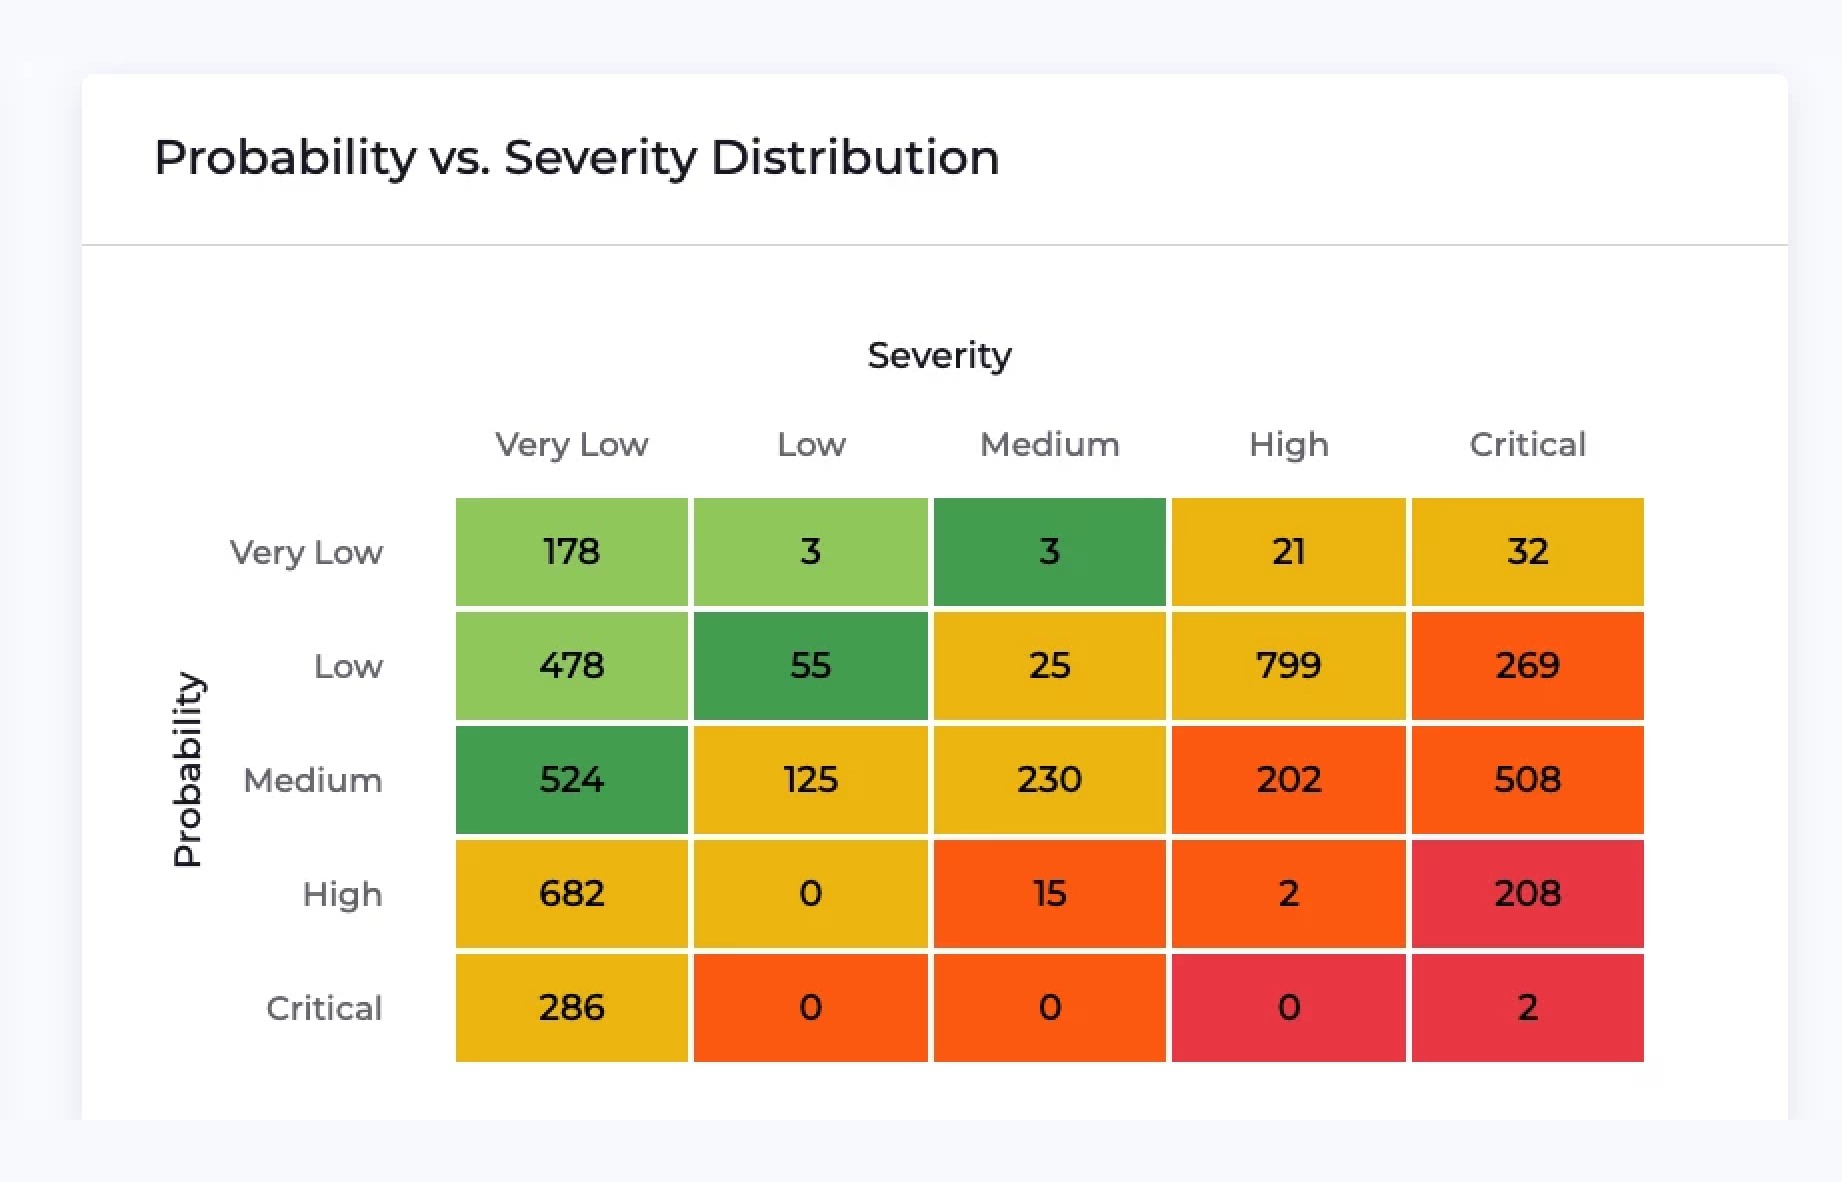 Probability vs. Severity Distribution
Severity
Very Low Low Medium High Critical
Probability
Very Low 178 3 3 21 32
Low 478 55 25 799 269
Medium 524 125 230 202 508
High 682 0 15 2 208
Critical 286 0 0 0 2